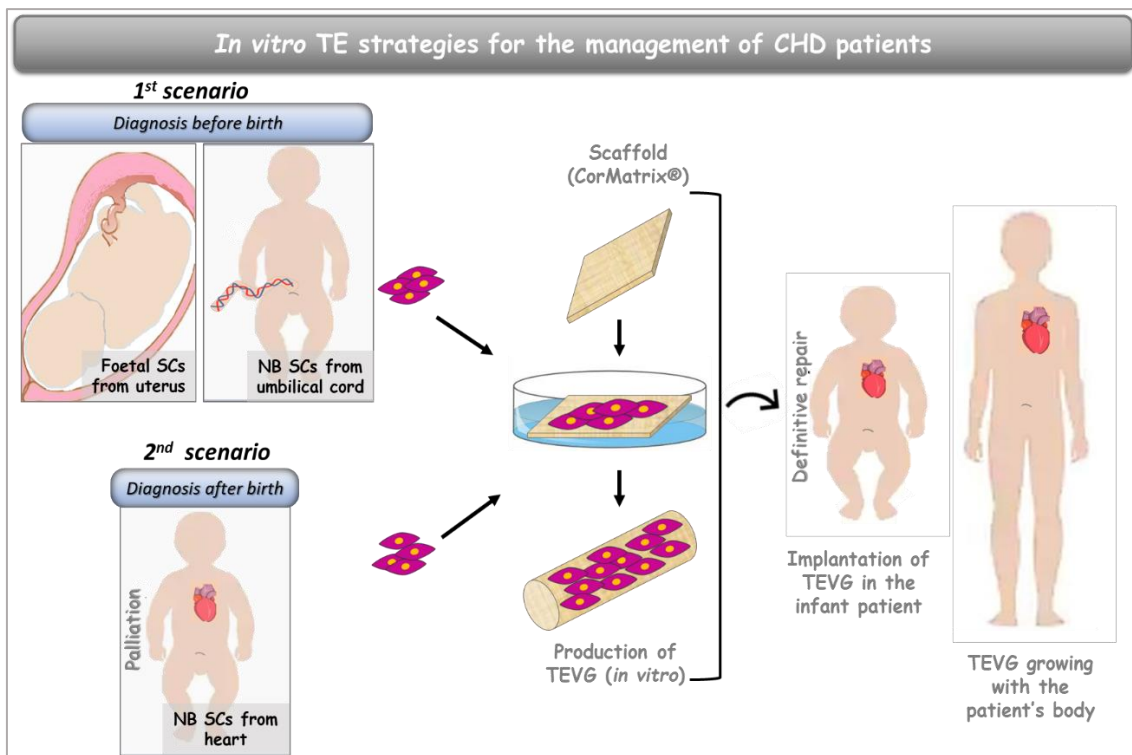 In vitro TE strategies for the management of CHD patients
1st scenario
Diagnosis before birth
Foetal SCs
from uterus
NB SCs from
umbilical cord
2nd scenario
Diagnosis after birth
Palliation
NB SCs from
heart
Scaffold
(CorMatrix®)
Production of
TEVG (in vitro)
Definitive repair
Implantation of
TEVG in the
infant patient
TEVG growing
with the
patient's body